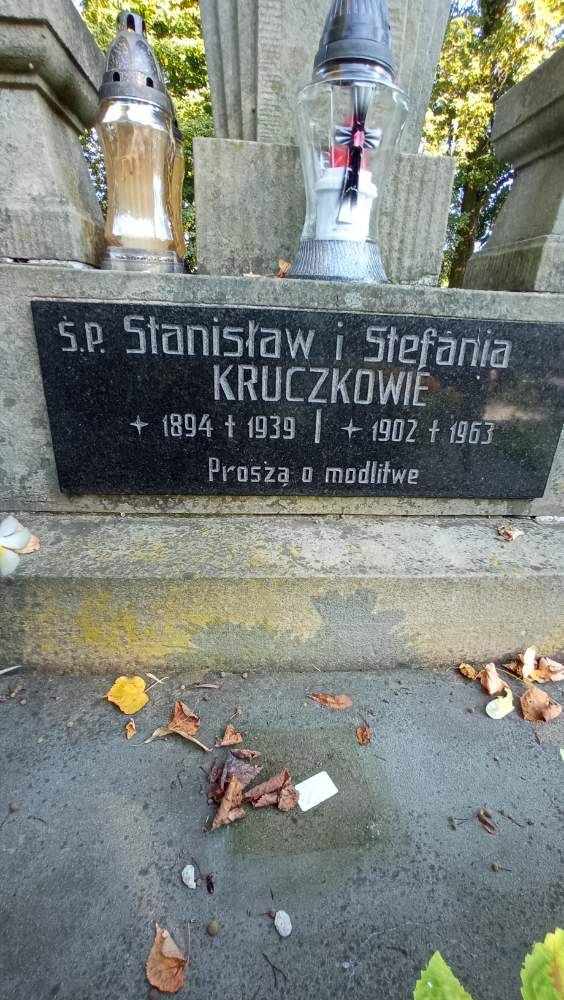 Ś.P. Stanisław i Stefania
KRUCZKOWIE
1894 † 1939 | 1902 † 1963
Proszą o modlitwę